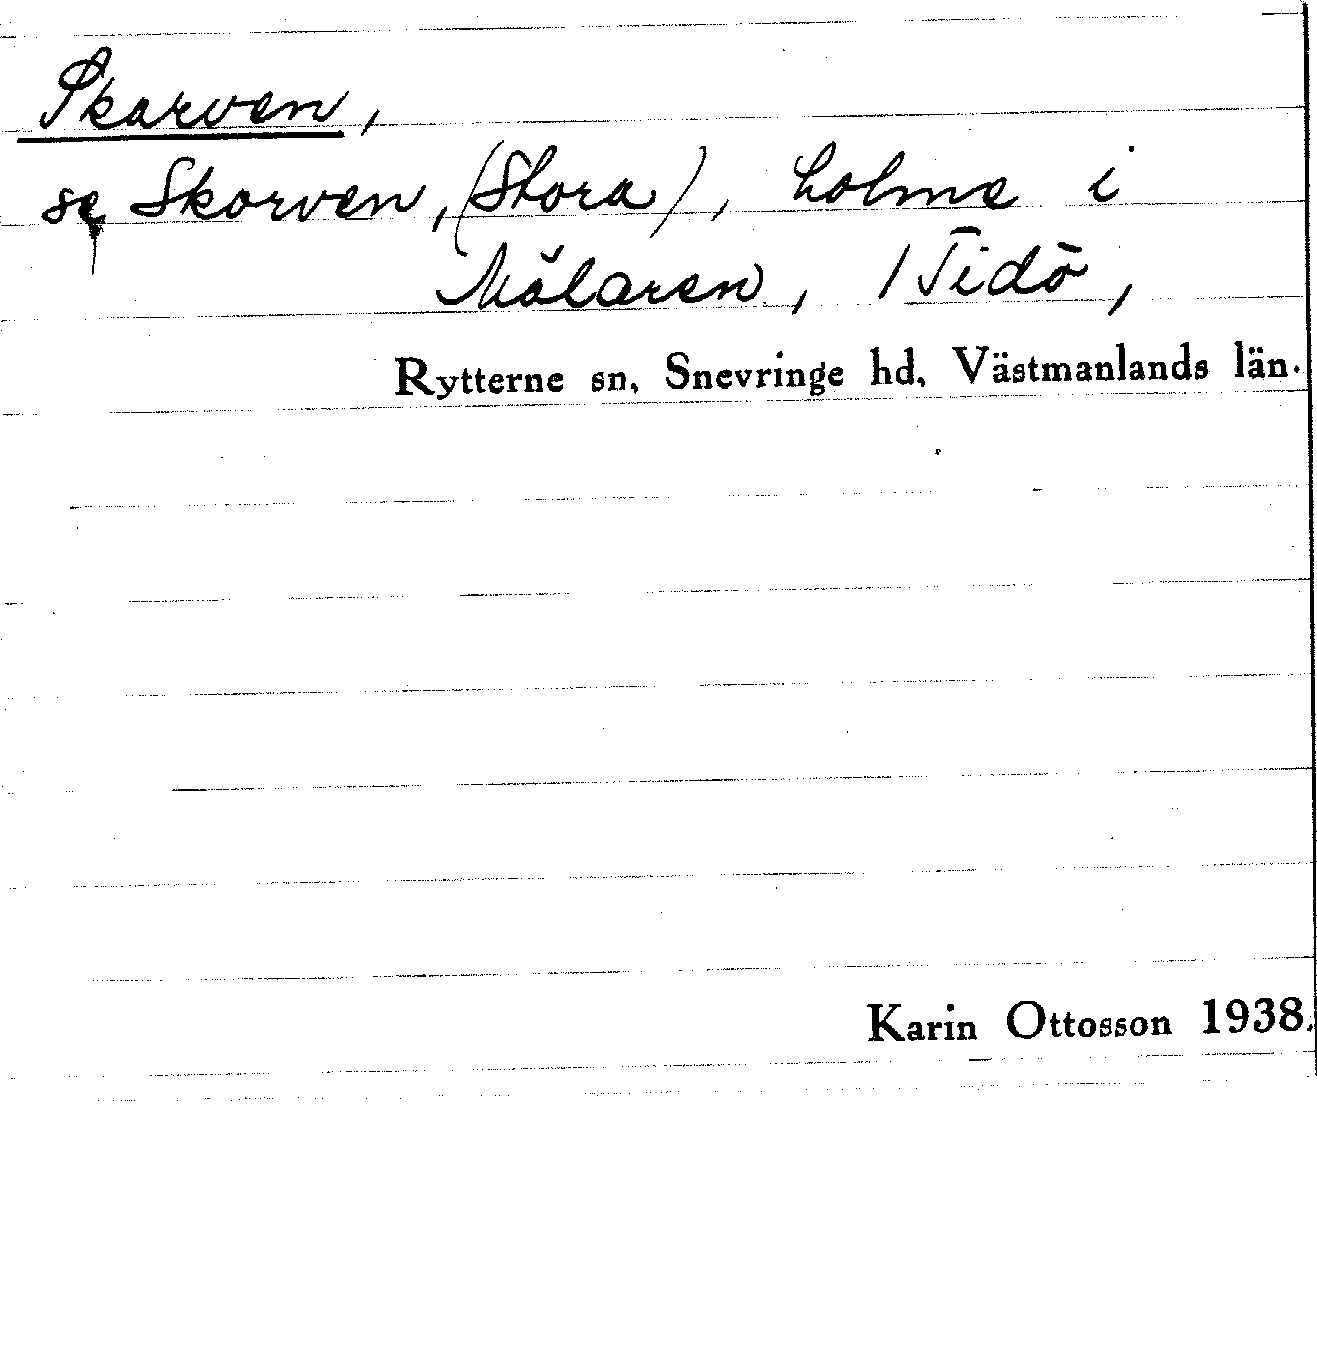 Skarven,
se Skorven, (Stora), holme i
Mälaren, /Tidö,
Rytterne sn, Snevringe hd, Västmanlands län.
Karin Ottosson 1938.